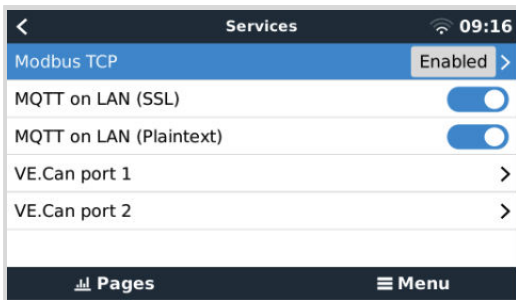 Services 09:16
Modbus TCP Enabled
MQTT on LAN (SSL)
MQTT on LAN (Plaintext)
VE.Can port 1
VE.Can port 2
Pages Menu